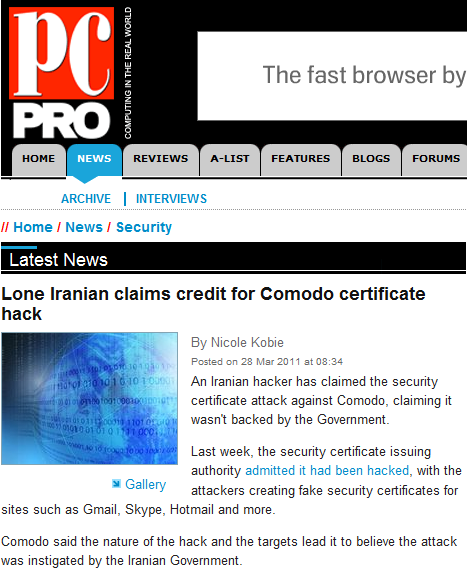 pc
PRO
COMPUTING IN THE REAL WORLD
The fast browser by
HOME NEWS REVIEWS A-LIST FEATURES BLOGS FORUMS
ARCHIVE | INTERVIEWS
// Home / News / Security
Latest News
Lone Iranian claims credit for Comodo certificate
hack
By Nicole Kobie
Posted on 28 Mar 2011 at 08:34
An Iranian hacker has claimed the security
certificate attack against Comodo, claiming it
wasn't backed by the Government.
Last week, the security certificate issuing
authority admitted it had been hacked, with the
Gallery
attackers creating fake security certificates for
sites such as Gmail, Skype, Hotmail and more.
Comodo said the nature of the hack and the targets lead it to believe the attack
was instigated by the Iranian Government.